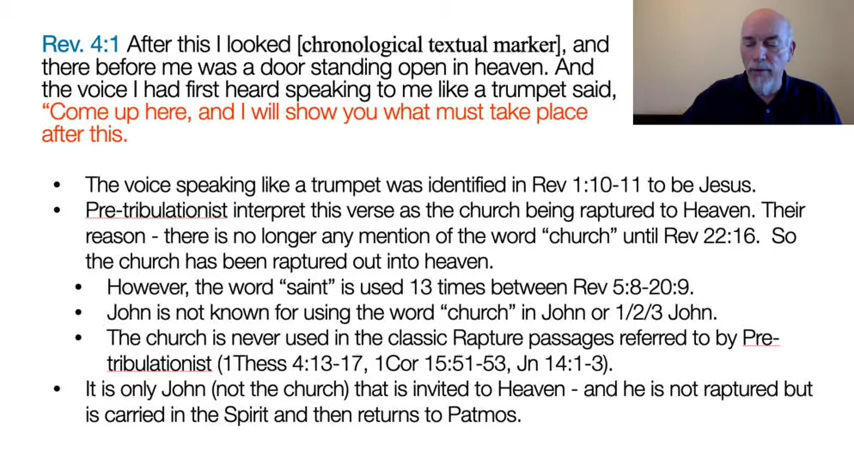 Rev. 4:1 After this I looked [chronological textual marker], and
there before me was a door standing open in heaven. And
the voice I had first heard speaking to me like a trumpet said,
“Come up here, and I will show you what must take place
after this.
• The voice speaking like a trumpet was identified in Rev 1:10-11 to be Jesus.
• Pre-tribulationist interpret this verse as the church being raptured to Heaven. Their
reason - there is no longer any mention of the word “church” until Rev 22:16. So
the church has been raptured out into heaven.
• However, the word “saint” is used 13 times between Rev 5:8-20:9.
• John is not known for using the word “church” in John or 1/2/3 John.
• The church is never used in the classic Rapture passages referred to by Pre-
tribulationist (1Thess 4:13-17, 1Cor 15:51-53, Jn 14:1-3).
• It is only John (not the church) that is invited to Heaven - and he is not raptured but
is carried in the Spirit and then returns to Patmos.